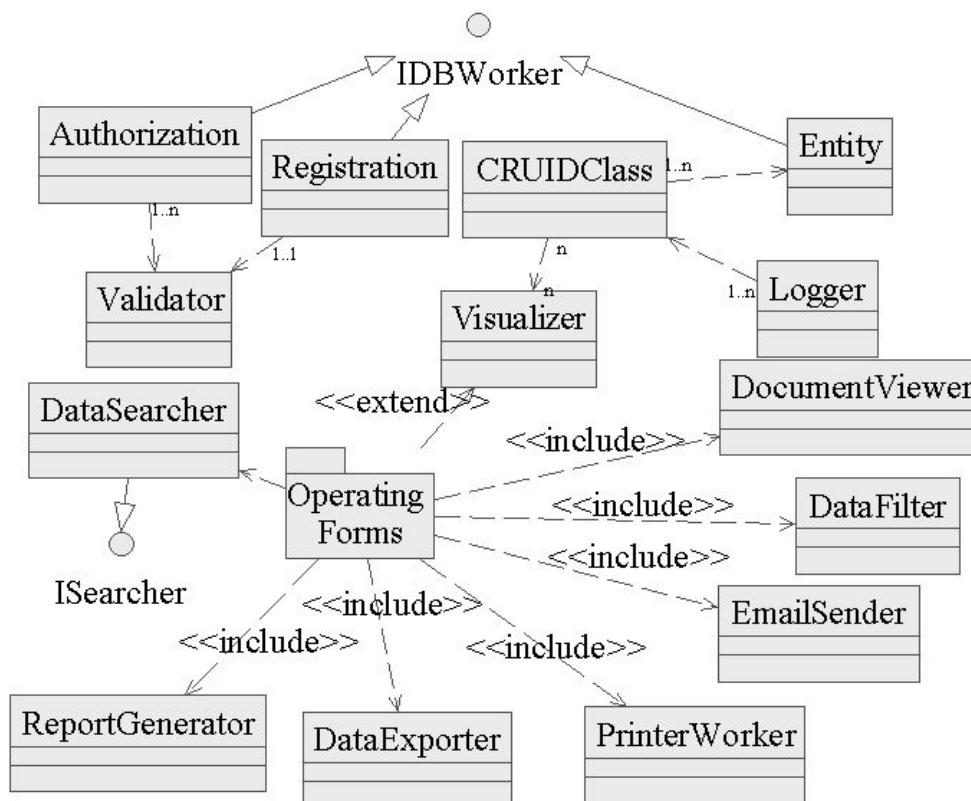 IDBWorker
Authorization
Registration
CRUIDClass
Entity
1..n
1..n
1..1
n
n
1..n
Validator
Visualizer
Logger
<<extend>>
DataSearcher
DocumentViewer
<<include>>
Operating
Forms
<<include>>
DataFilter
<<include>>
ISearcher
<<include>>
EmailSender
<<include>>
<<include>>
ReportGenerator
DataExporter
PrinterWorker